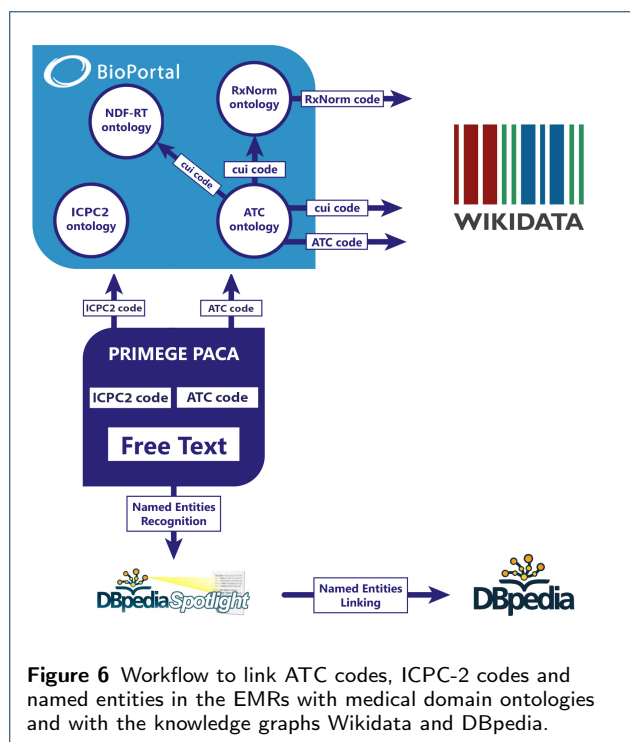 BioPortal
RxNorm
ontology
RxNorm code
NDF-RT
ontology
cui code
cui code
ICPC2
ontology
ATC
ontology
cui code
ATC code
WIKIDATA
ICPC2 code
ATC code
PRIMEGE PACA
ICPC2 code
ATC code
Free Text
Named Entities
Recognition
DBpedia Spotlight
Named Entities
Linking
DBpedia
Figure 6 Workflow to link ATC codes, ICPC-2 codes and
named entities in the EMRs with medical domain ontologies
and with the knowledge graphs Wikidata and DBpedia.